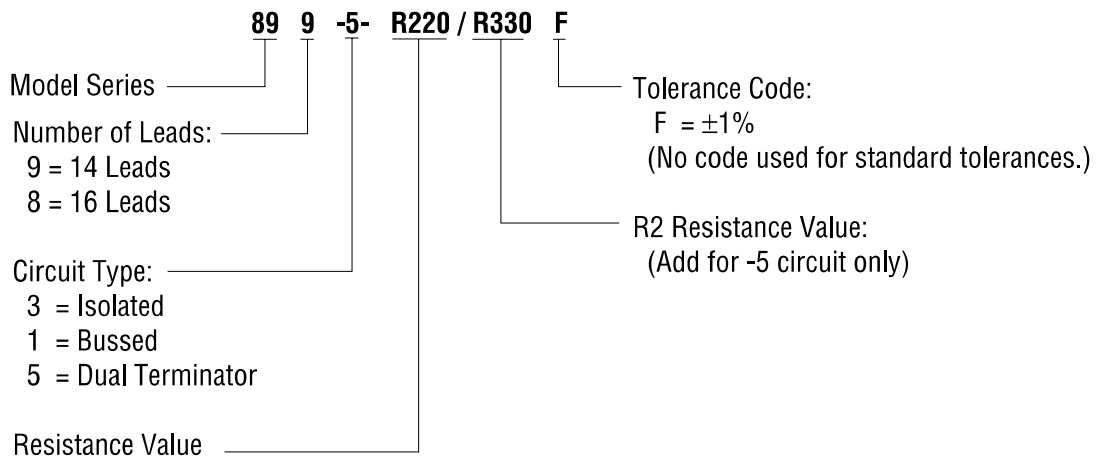 89 9 -5- R220 / R330 F
Model Series
Number of Leads:
9 = 14 Leads
8 = 16 Leads
Circuit Type:
3 = Isolated
1 = Bussed
5 = Dual Terminator
Resistance Value
Tolerance Code:
F = ±1%
(No code used for standard tolerances.)
R2 Resistance Value:
(Add for -5 circuit only)